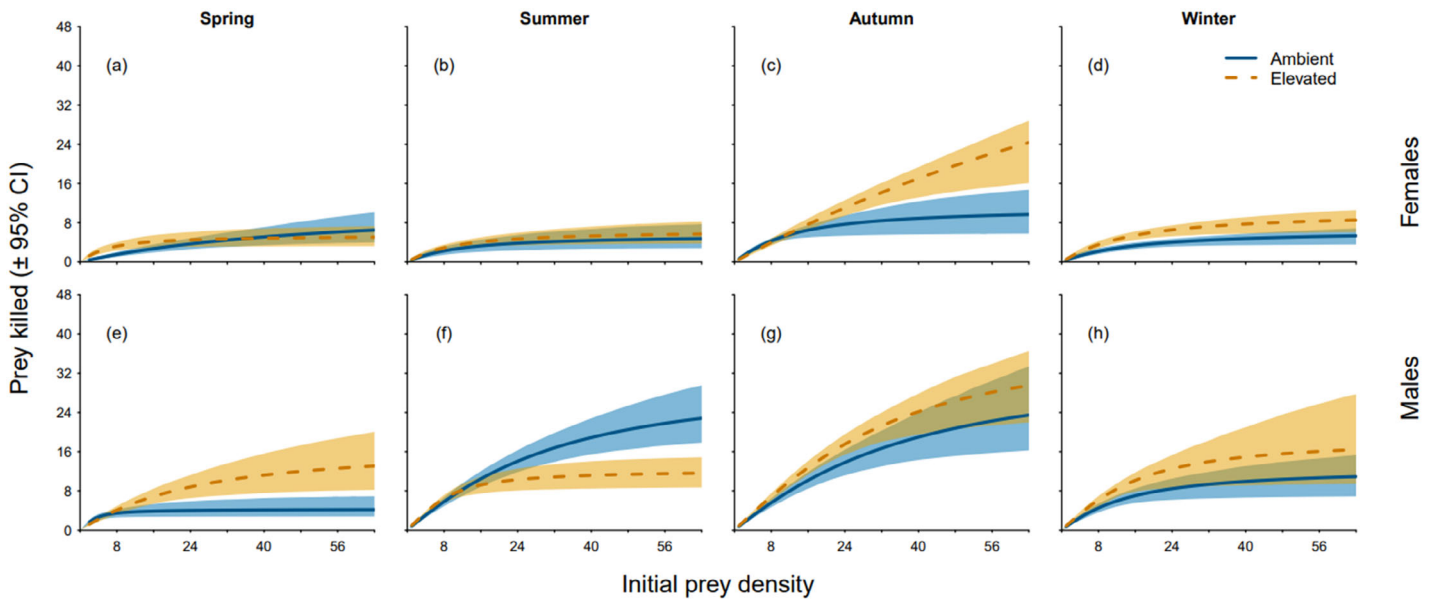 Spring Summer Autumn Winter
48 40 32 24 16 8 0
(a) (b) (c) (d)
Ambient
Elevated
Females
Prey killed (± 95% CI)
48 40 32 24 16 8 0
(e) (f) (g) (h)
Males
8 24 40 56 8 24 40 56 8 24 40 56 8 24 40 56
Initial prey density